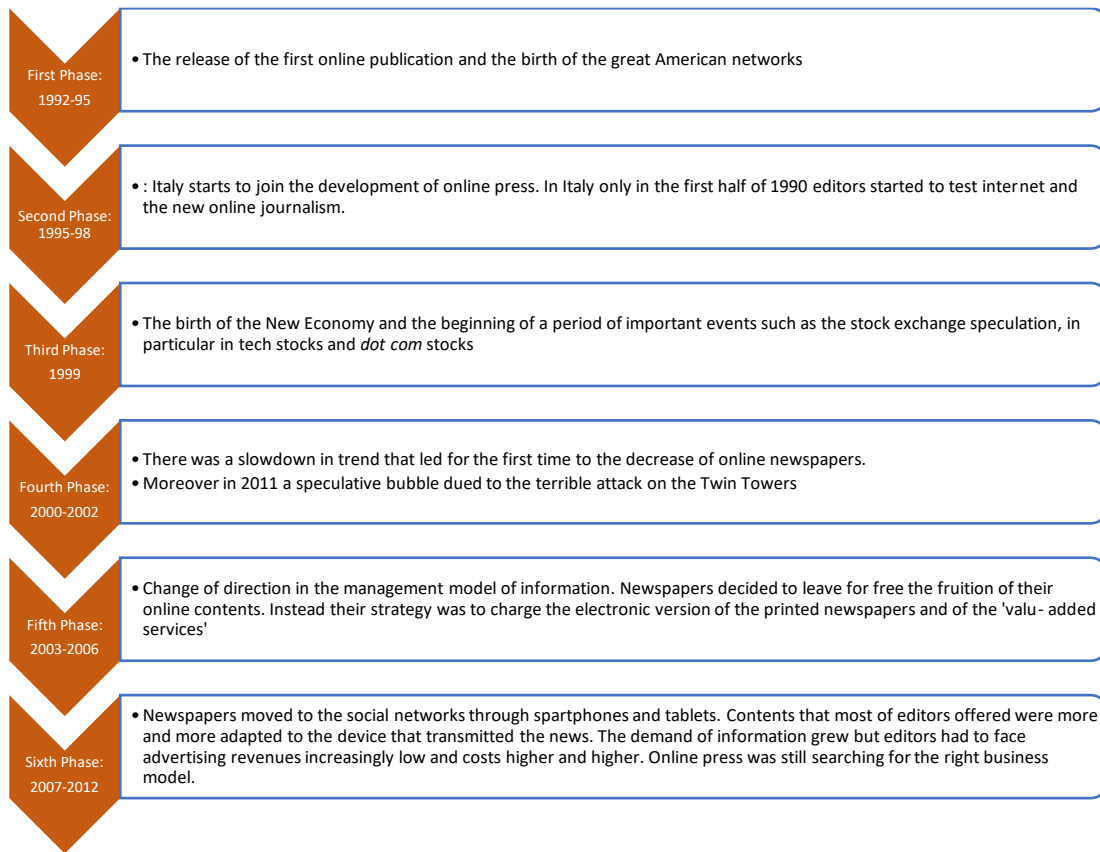 First Phase:
1992-95
• The release of the first online publication and the birth of the great American networks
Second Phase:
1995-98
• : Italy starts to join the development of online press. In Italy only in the first half of 1990 editors started to test internet and
the new online journalism.
Third Phase:
1999
• The birth of the New Economy and the beginning of a period of important events such as the stock exchange speculation, in
particular in tech stocks and dot com stocks
Fourth Phase:
2000-2002
• There was a slowdown in trend that led for the first time to the decrease of online newspapers.
• Moreover in 2011 a speculative bubble dued to the terrible attack on the Twin Towers
Fifth Phase:
2003-2006
• Change of direction in the management model of information. Newspapers decided to leave for free the fruition of their
online contents. Instead their strategy was to charge the electronic version of the printed newspapers and of the 'valu- added
services'
Sixth Phase:
2007-2012
• Newspapers moved to the social networks through spartphones and tablets. Contents that most of editors offered were more
and more adapted to the device that transmitted the news. The demand of information grew but editors had to face
advertising revenues increasingly low and costs higher and higher. Online press was still searching for the right business
model.